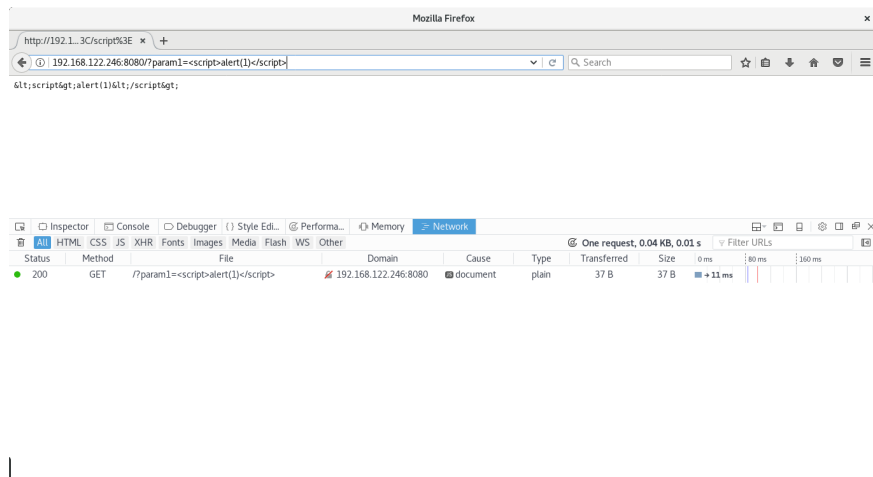 Mozilla Firefox ×
http://192.1...3C/script%3E × +
192.168.122.246:8080/?param1=<script>alert(1)</script> Search
&lt;script&gt;alert(1)&lt;/script&gt;
Inspector Console Debugger {} Style Edi... Performa... Memory Network
All HTML CSS JS XHR Fonts Images Media Flash WS Other One request, 0.04 KB, 0.01 s Filter URLs
Status Method File Domain Cause Type Transferred Size 0 ms 80 ms 160 ms
200 GET /?param1=<script>alert(1)</script> 192.168.122.246:8080 document plain 37 B 37 B → 11 ms